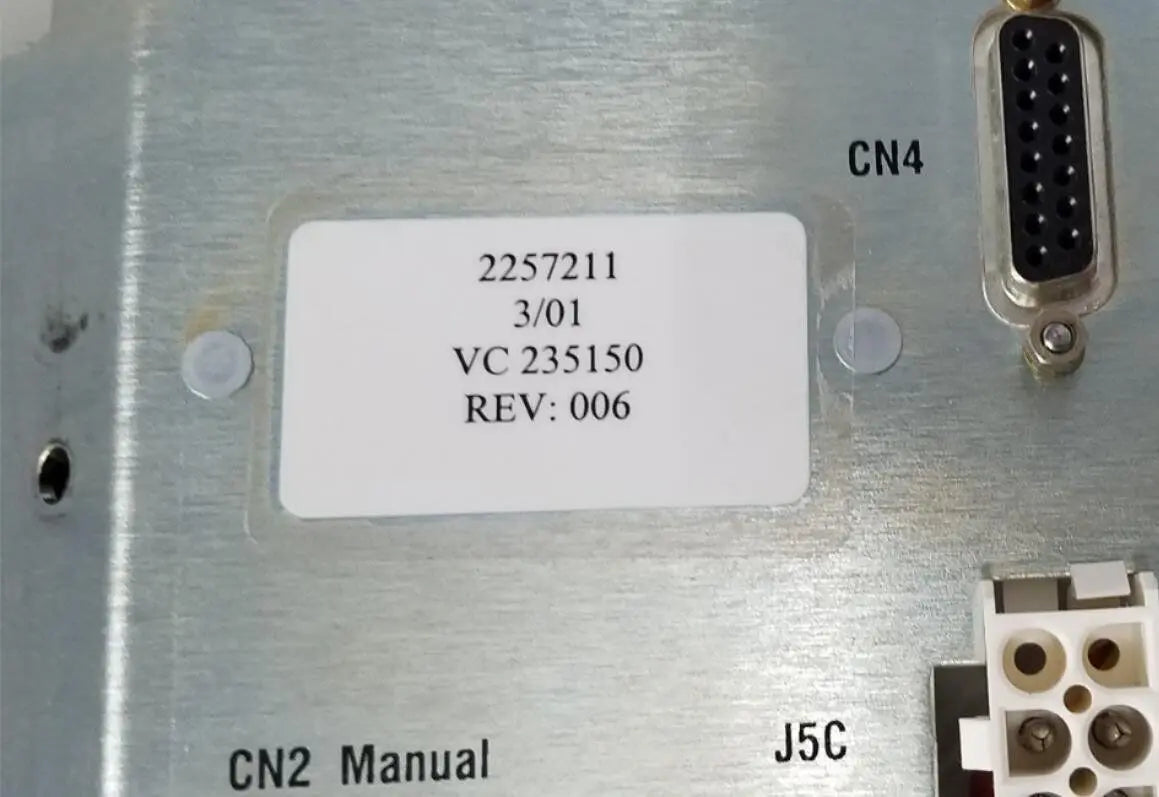 CN4
2257211
3/01
VC 235150
REV: 006
J5C
CN2 Manual